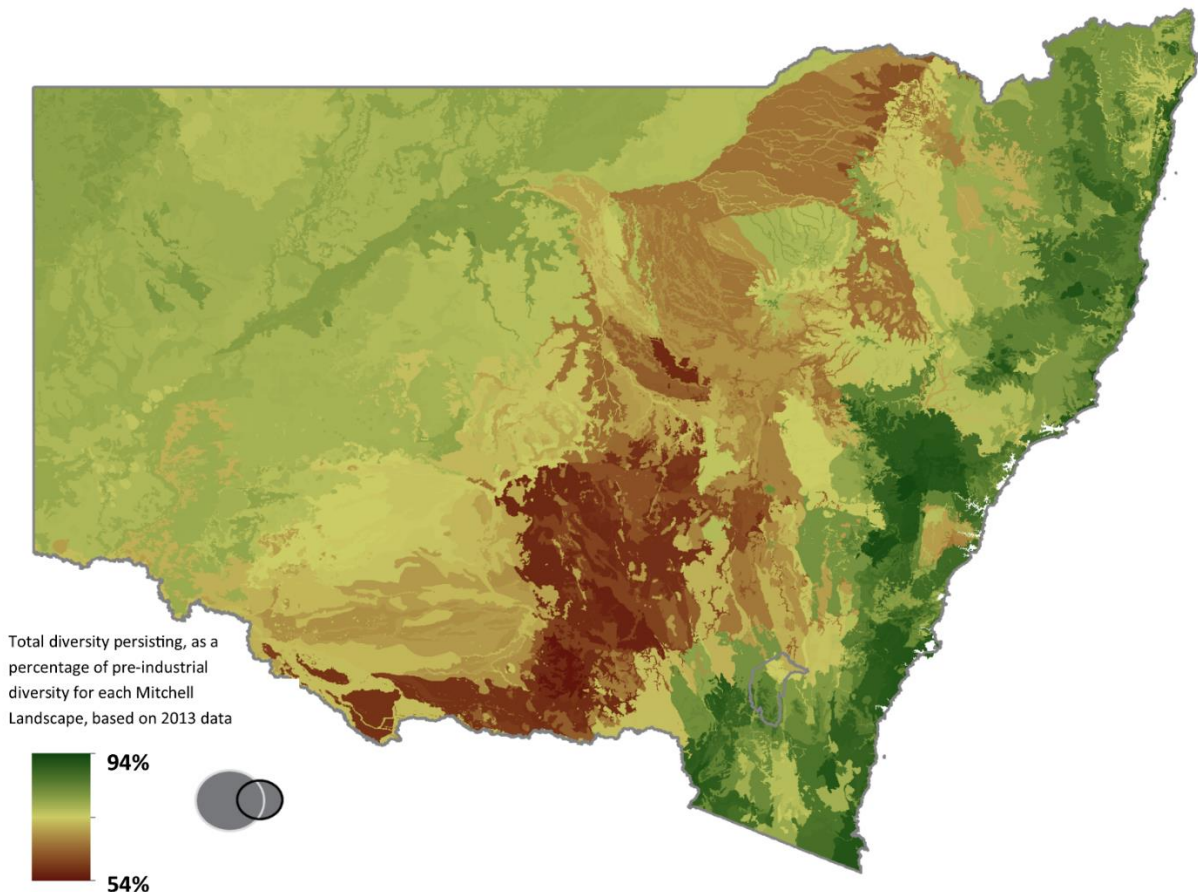 Total diversity persisting, as a
percentage of pre-industrial
diversity for each Mitchell
Landscape, based on 2013 data
94%
54%